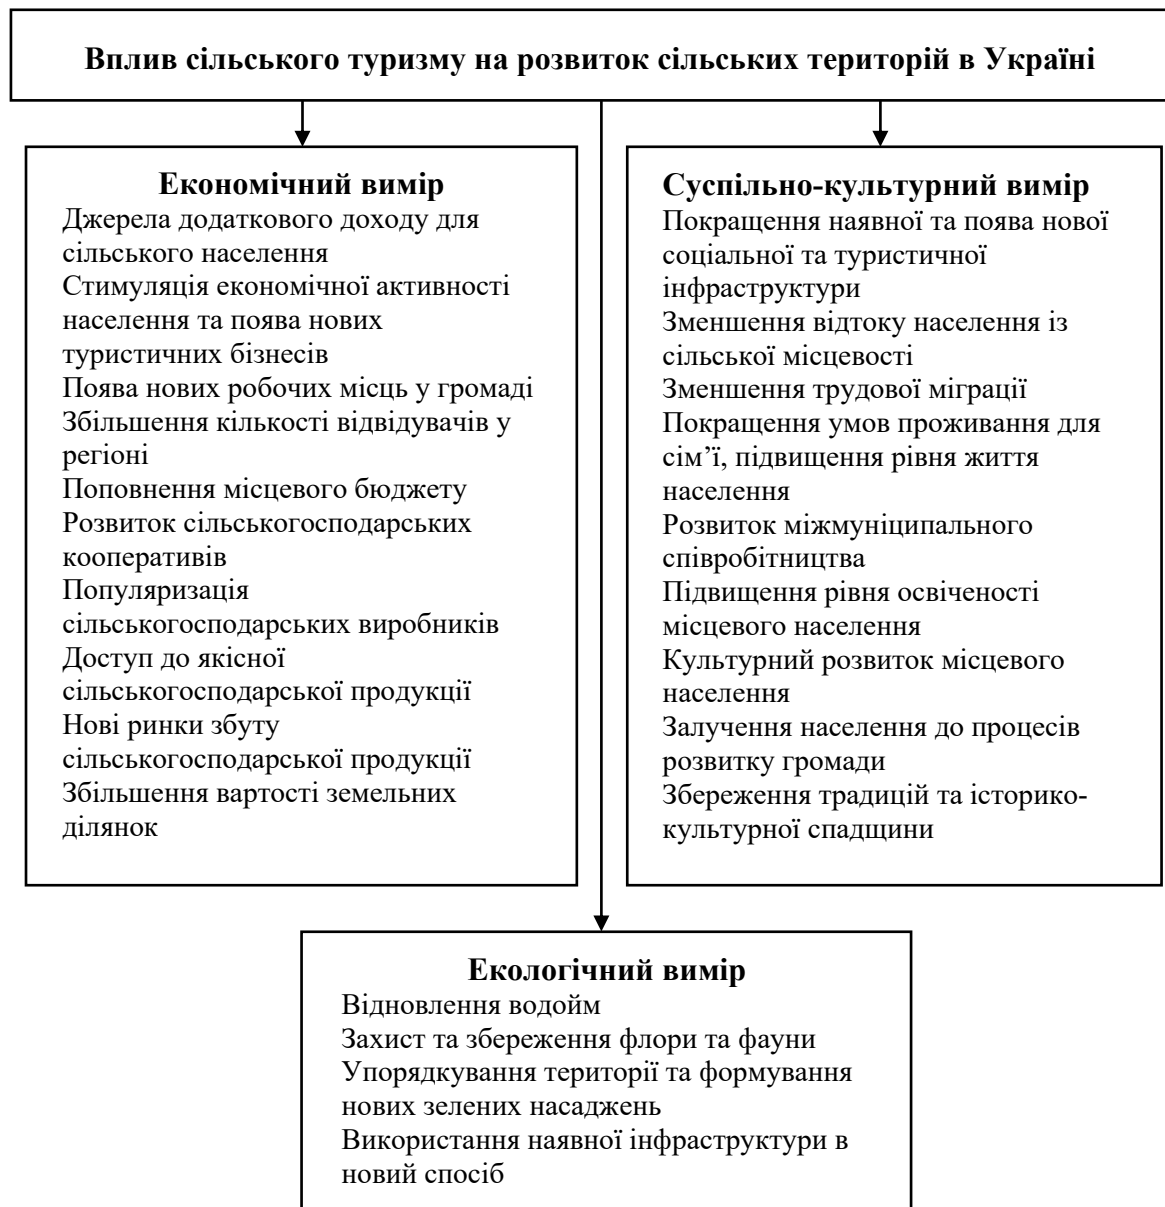 Вплив сільського туризму на розвиток сільських територій в Україні
Економічний вимір
Джерела додаткового доходу для
сільського населення
Стимуляція економічної активності
населення та поява нових
туристичних бізнесів
Поява нових робочих місць у громаді
Збільшення кількості відвідувачів у
регіоні
Поповнення місцевого бюджету
Розвиток сільськогосподарських
кооперативів
Популяризація
сільськогосподарських виробників
Доступ до якісної
сільськогосподарської продукції
Нові ринки збуту
сільськогосподарської продукції
Збільшення вартості земельних
ділянок
Суспільно-культурний вимір
Покращення наявної та поява нової
соціальної та туристичної
інфраструктури
Зменшення відтоку населення із
сільської місцевості
Зменшення трудової міграції
Покращення умов проживання для
сім’ї, підвищення рівня життя
населення
Розвиток міжмуніципального
співробітництва
Підвищення рівня освіченості
місцевого населення
Культурний розвиток місцевого
населення
Залучення населення до процесів
розвитку громади
Збереження традицій та історико-
культурної спадщини
Екологічний вимір
Відновлення водойм
Захист та збереження флори та фауни
Упорядкування території та формування
нових зелених насаджень
Використання наявної інфраструктури в
новий спосіб